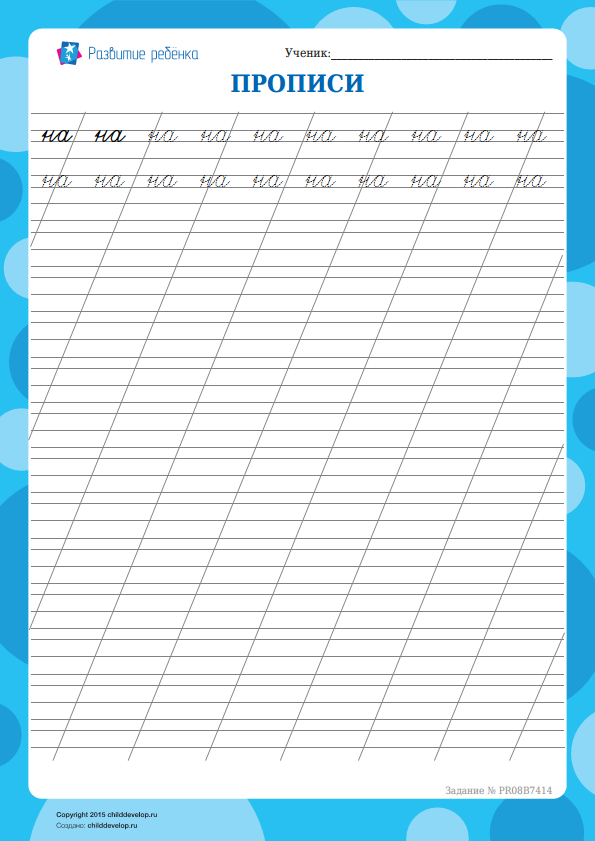 Развитие ребёнка
Ученик:
ПРОПИСИ
на на на на на на на на на на
на на на на на на на на на на
Задание № PR08B7414
Copyright 2015 childdevelop.ru
Создано: childdevelop.ru